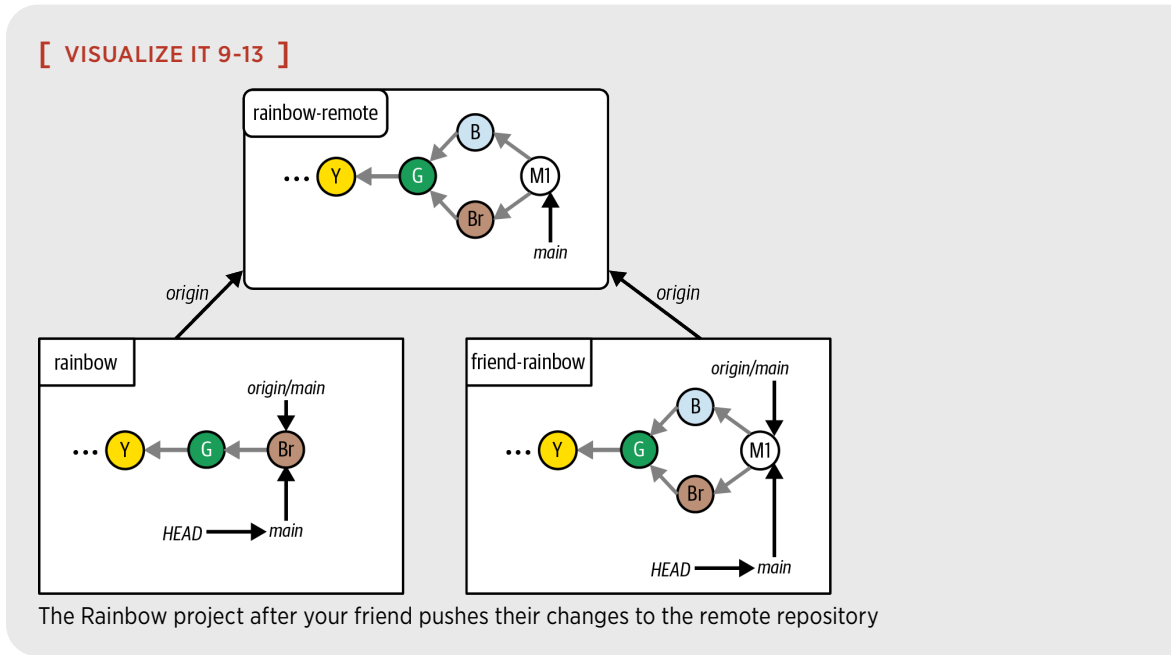 [ VISUALIZE IT 9-13 ]
rainbow-remote
B
... Y
G
M1
Br
main
origin
origin
rainbow
origin/main
... Y
G
Br
HEAD
main
friend-rainbow
origin/main
B
... Y
G
M1
Br
HEAD
main
The Rainbow project after your friend pushes their changes to the remote repository